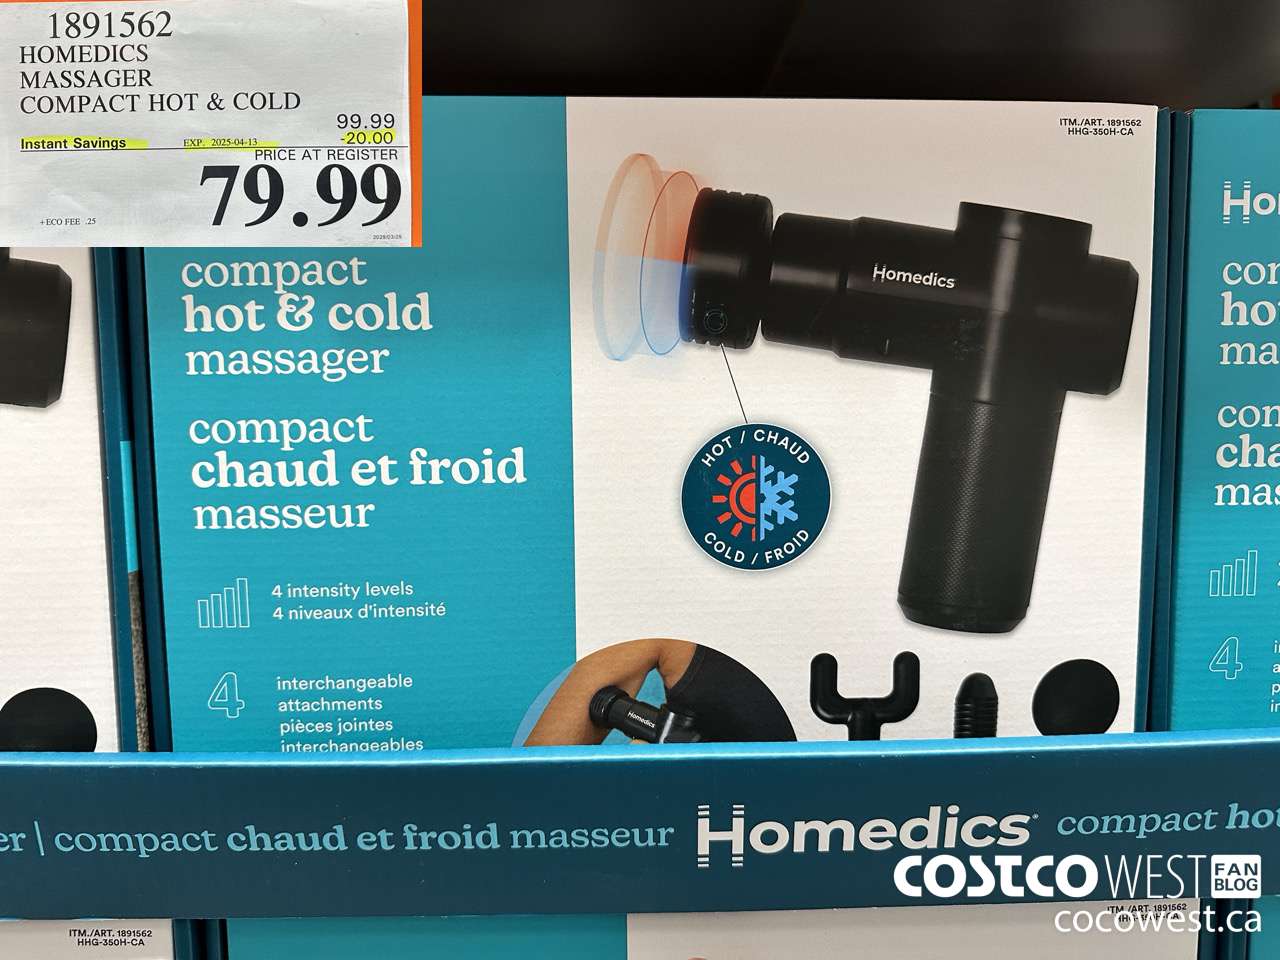 1891562
HOMEDICS
MASSAGER
COMPACT HOT & COLD
99.99
Instant Savings EXP. 2025-04-13 -20.00
PRICE AT REGISTER
79.99
+ECO FEE .25
ITM./ART. 1891562
HHG-350H-CA
compact
hot & cold
massager
compact
chaud et froid
masseur
4 intensity levels
4 niveaux d'intensité
4
interchangeable
attachments
pièces jointes
interchangeables
Homedics
HOT / CHAUD
COLD / FROID
Homedics
4
er | compact chaud et froid masseur Homedics® compact hot
COSTCO WEST FAN BLOG
cocowest.ca
ITM./ART. 1891562
HHG-350H-CA
ITM./ART. 1891562